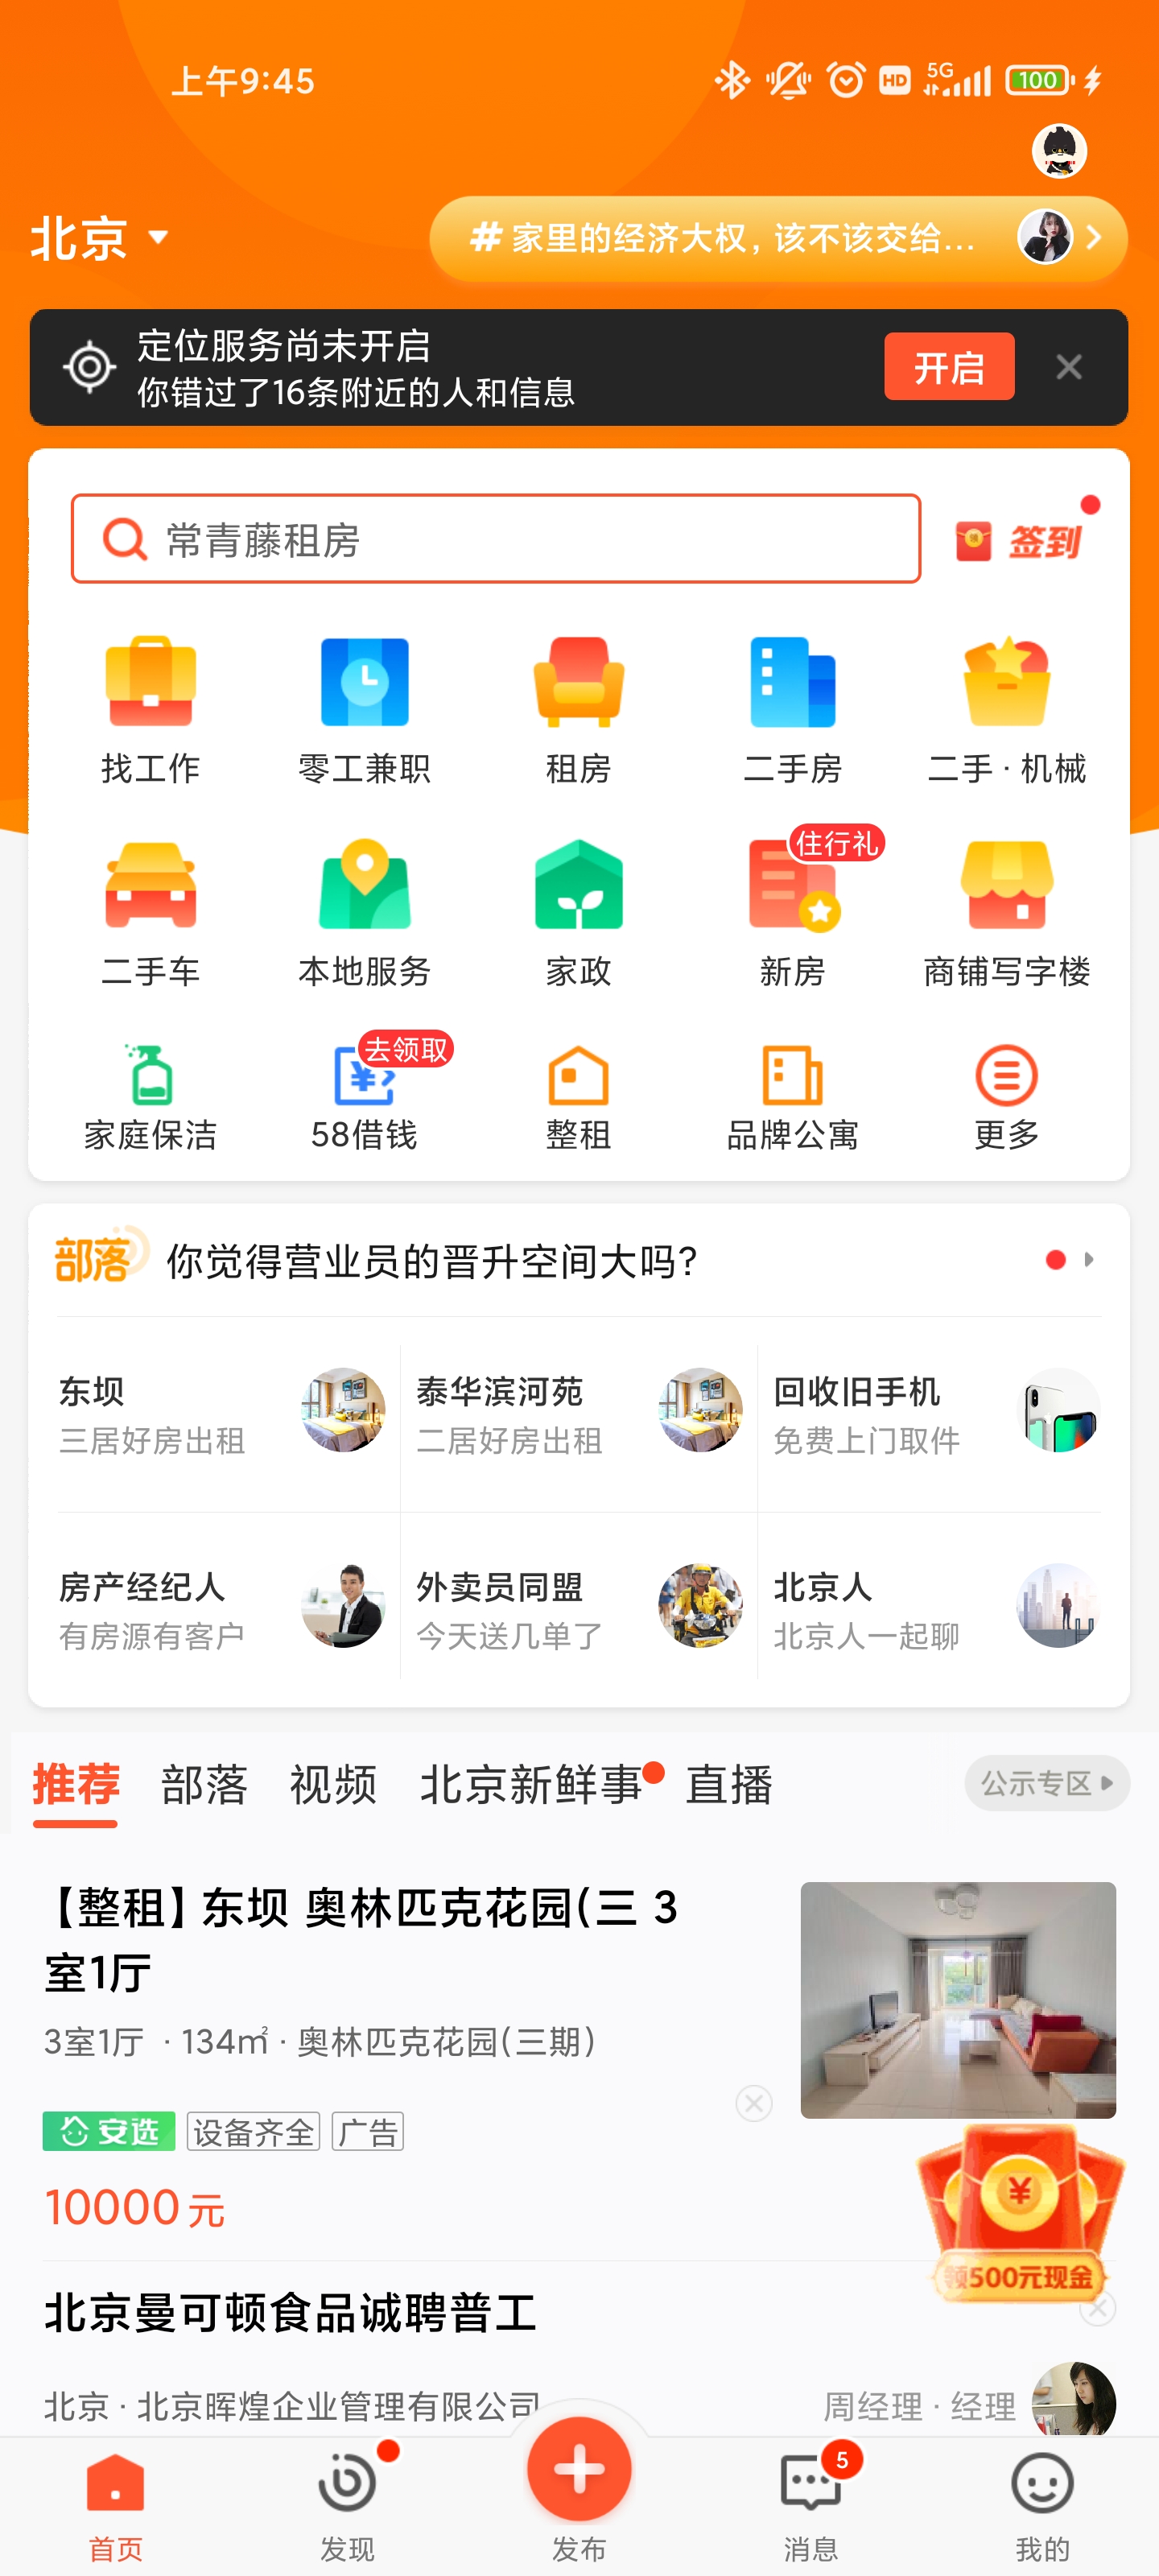 上午9:45
HD
5G
100
北京
# 家里的经济大权，该不该交给...
定位服务尚未开启
你错过了16条附近的人和信息
开启
常青藤租房
签到
找工作
零工兼职
租房
二手房
二手·机械
住行礼
二手车
本地服务
家政
新房
商铺写字楼
去领取
家庭保洁
58借钱
整租
品牌公寓
更多
部落
你觉得营业员的晋升空间大吗?
东坝
三居好房出租
泰华滨河苑
二居好房出租
回收旧手机
免费上门取件
房产经纪人
有房源有客户
外卖员同盟
今天送几单了
北京人
北京人一起聊
推荐
部落
视频
北京新鲜事
直播
公示专区
【整租】东坝 奥林匹克花园(三 3
室1厅
3室1厅 · 134㎡ · 奥林匹克花园(三期)
安选
设备齐全
广告
10000元
领500元现金
北京曼可顿食品诚聘普工
北京 · 北京晖煌企业管理有限公司
周经理 · 经理
5
首页
发现
发布
消息
我的